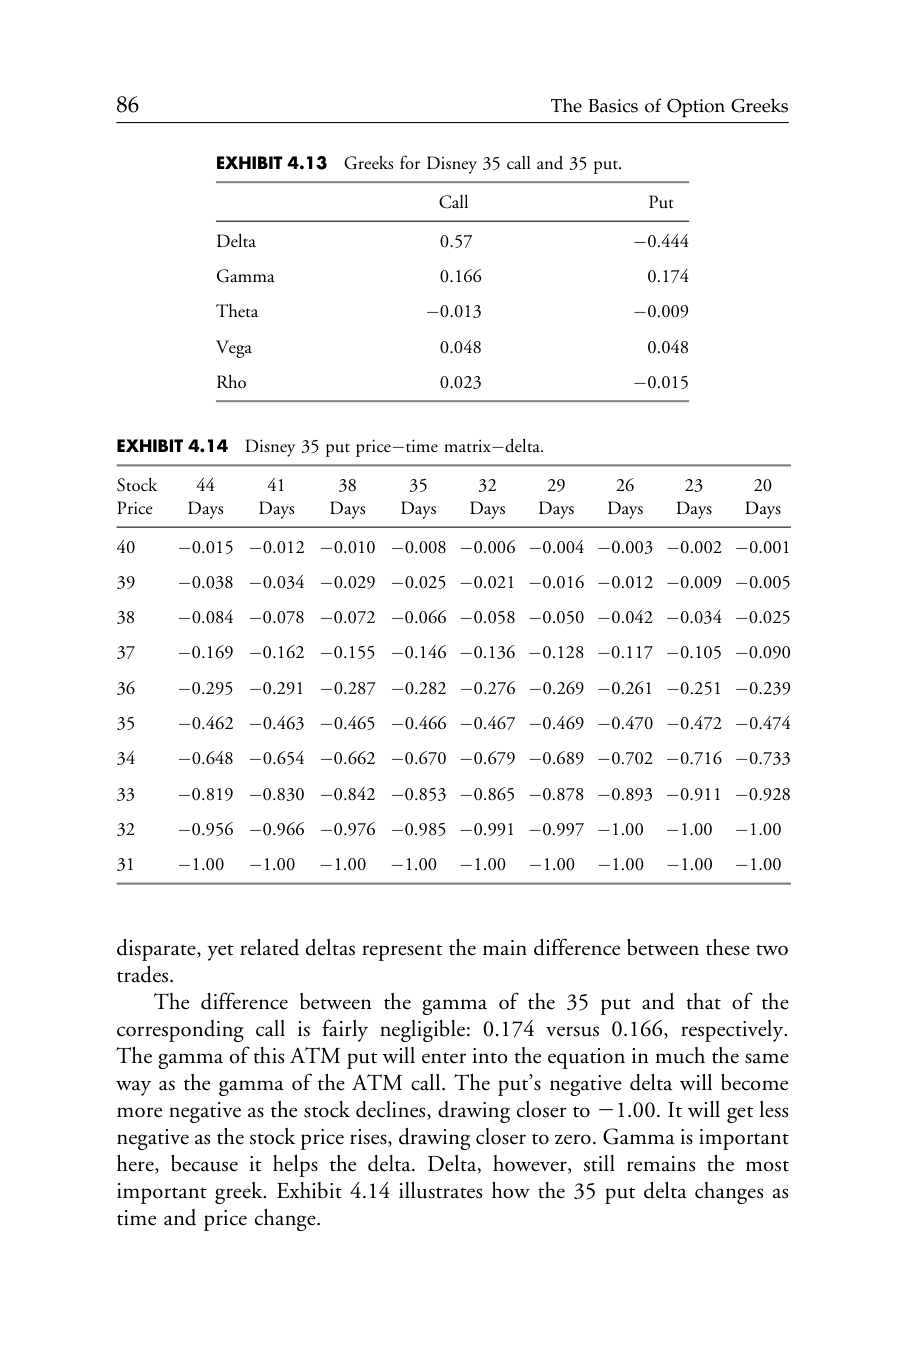 86 The Basics of Option Greeks
EXHIBIT 4.13 Greeks for Disney 35 call and 35 put.
Call Put
Delta 0.57 −0.444
Gamma 0.166 0.174
Theta −0.013 −0.009
Vega 0.048 0.048
Rho 0.023 −0.015
EXHIBIT 4.14 Disney 35 put price–time matrix–delta.
Stock 44 41 38 35 32 29 26 23 20
Price Days Days Days Days Days Days Days Days Days
40 −0.015 −0.012 −0.010 −0.008 −0.006 −0.004 −0.003 −0.002 −0.001
39 −0.038 −0.034 −0.029 −0.025 −0.021 −0.016 −0.012 −0.009 −0.005
38 −0.084 −0.078 −0.072 −0.066 −0.058 −0.050 −0.042 −0.034 −0.025
37 −0.169 −0.162 −0.155 −0.146 −0.136 −0.128 −0.117 −0.105 −0.090
36 −0.295 −0.291 −0.287 −0.282 −0.276 −0.269 −0.261 −0.251 −0.239
35 −0.462 −0.463 −0.465 −0.466 −0.467 −0.469 −0.470 −0.472 −0.474
34 −0.648 −0.654 −0.662 −0.670 −0.679 −0.689 −0.702 −0.716 −0.733
33 −0.819 −0.830 −0.842 −0.853 −0.865 −0.878 −0.893 −0.911 −0.928
32 −0.956 −0.966 −0.976 −0.985 −0.991 −0.997 −1.00 −1.00 −1.00
31 −1.00 −1.00 −1.00 −1.00 −1.00 −1.00 −1.00 −1.00 −1.00
disparate, yet related deltas represent the main difference between these two
trades.
The difference between the gamma of the 35 put and that of the
corresponding call is fairly negligible: 0.174 versus 0.166, respectively.
The gamma of this ATM put will enter into the equation in much the same
way as the gamma of the ATM call. The put’s negative delta will become
more negative as the stock declines, drawing closer to −1.00. It will get less
negative as the stock price rises, drawing closer to zero. Gamma is important
here, because it helps the delta. Delta, however, still remains the most
important greek. Exhibit 4.14 illustrates how the 35 put delta changes as
time and price change.